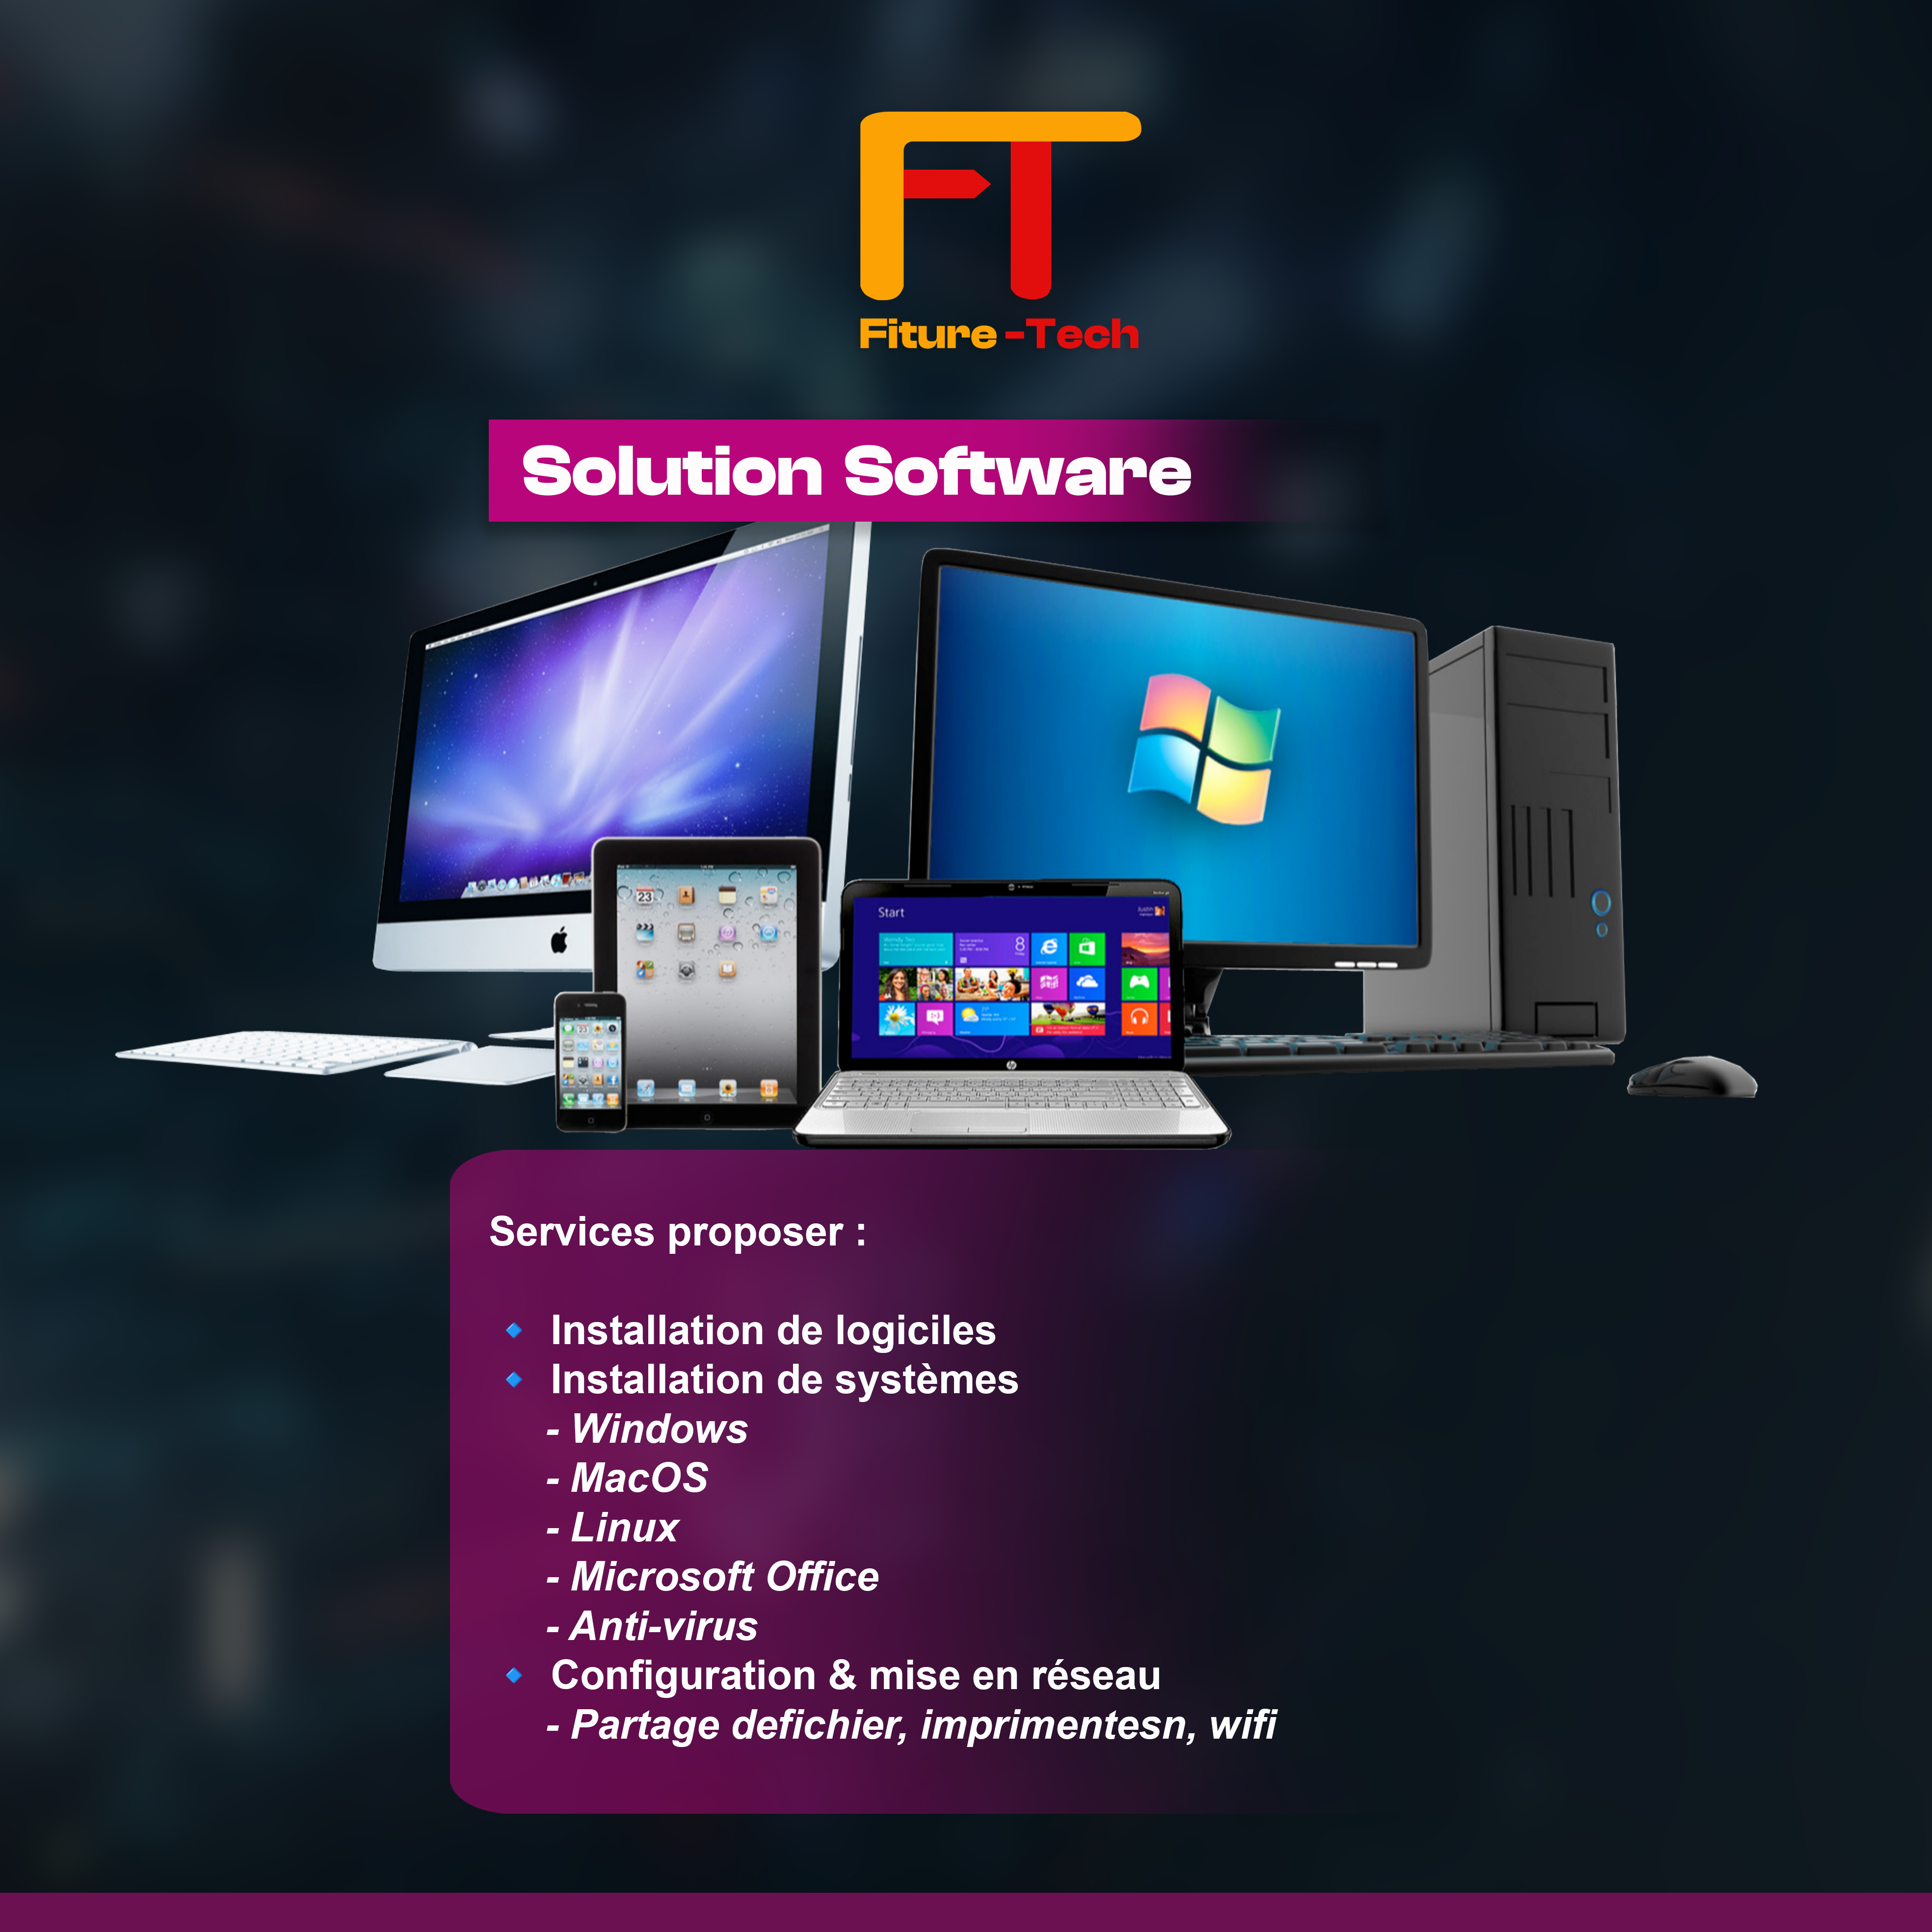 FT
Fiture-Tech
Solution Software
Start
Services proposer :
Installation de logiciles
Installation de systèmes
- Windows
- MacOS
- Linux
- Microsoft Office
- Anti-virus
Configuration & mise en réseau
- Partage defichier, imprimentesn, wifi